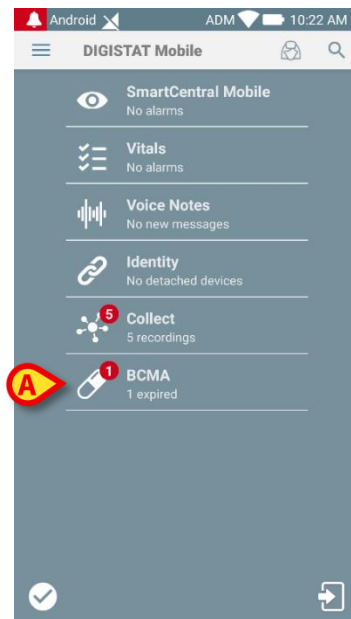 Android ADM 10:22 AM
DIGISTAT Mobile
SmartCentral Mobile
No alarms
Vitals
No alarms
Voice Notes
No new messages
Identity
No detached devices
5
Collect
5 recordings
A
1
BCMA
1 expired